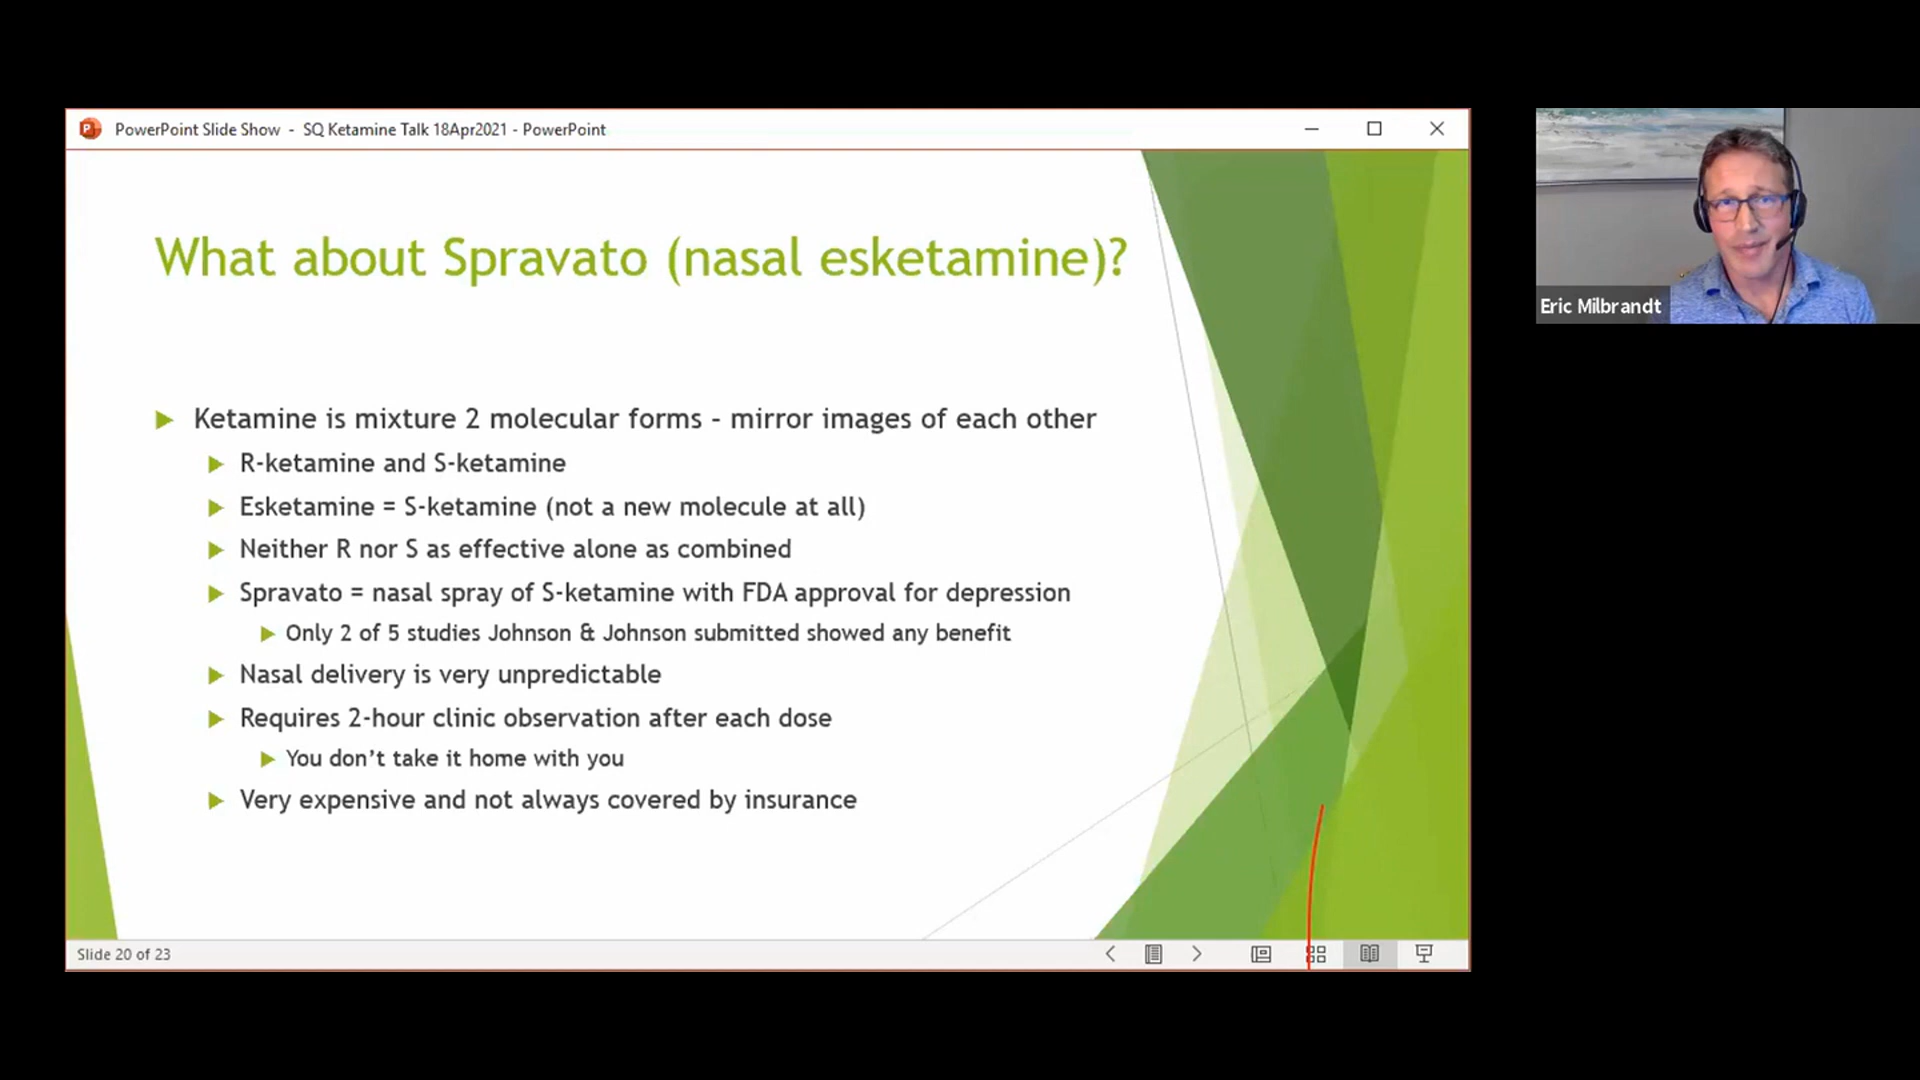 PowerPoint Slide Show - SQ Ketamine Talk 18Apr2021 - PowerPoint
What about Spravato (nasal esketamine)?
Ketamine is mixture 2 molecular forms - mirror images of each other
R-ketamine and S-ketamine
Esketamine = S-ketamine (not a new molecule at all)
Neither R nor S as effective alone as combined
Spravato = nasal spray of S-ketamine with FDA approval for depression
Only 2 of 5 studies Johnson & Johnson submitted showed any benefit
Nasal delivery is very unpredictable
Requires 2-hour clinic observation after each dose
You don’t take it home with you
Very expensive and not always covered by insurance
Slide 20 of 23
Eric Milbrandt